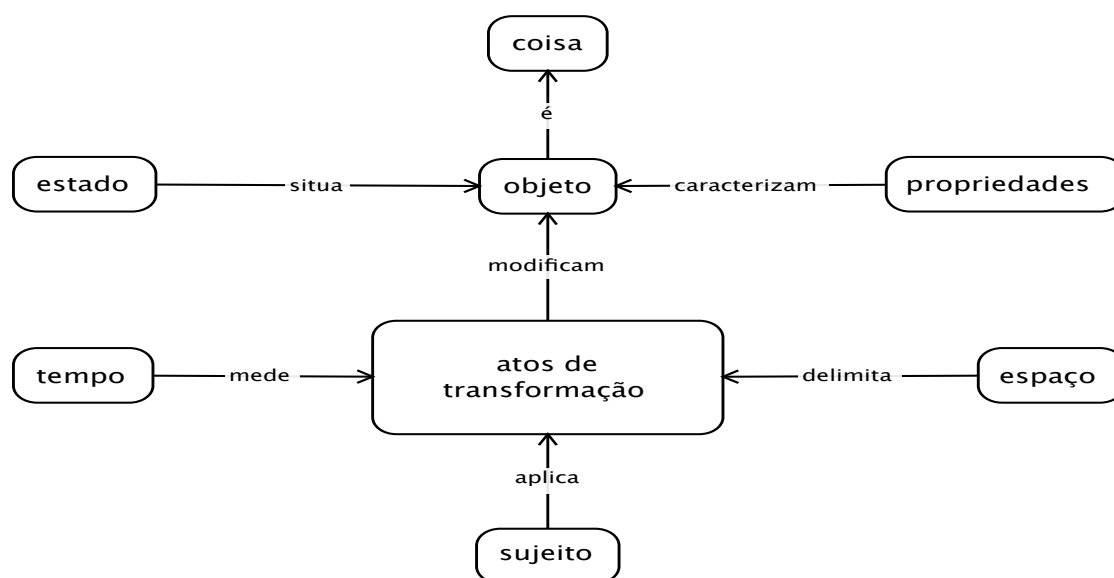 coisa
é
estado
situa
objeto
caracterizam
propriedades
modificam
tempo
mede
atos de
transformação
delimita
espaço
aplica
sujeito